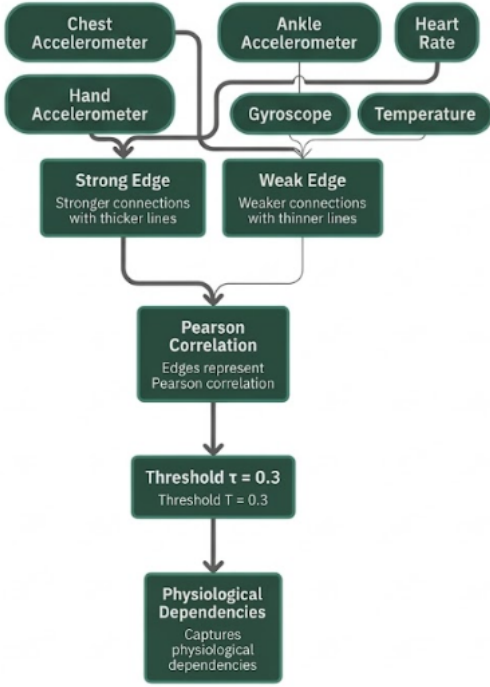 Chest
Accelerometer
Ankle
Accelerometer
Heart
Rate
Hand
Accelerometer
Gyroscope
Temperature
Strong Edge
Stronger connections
with thicker lines
Weak Edge
Weaker connections
with thinner lines
Pearson
Correlation
Edges represent
Pearson correlation
Threshold τ = 0.3
Threshold T = 0.3
Physiological
Dependencies
Captures
physiological
dependencies